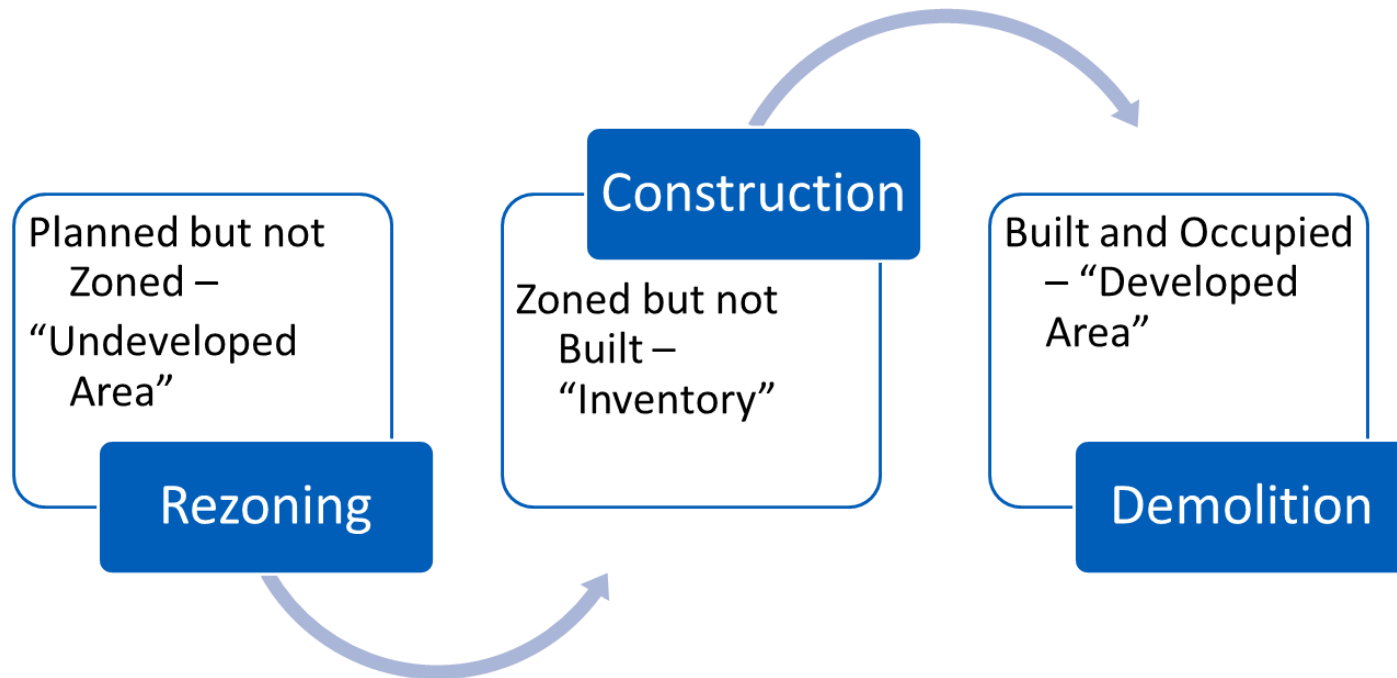 Planned but not
Zoned –
“Undeveloped
Area”
Rezoning
Construction
Zoned but not
Built –
“Inventory”
Built and Occupied
– “Developed
Area”
Demolition